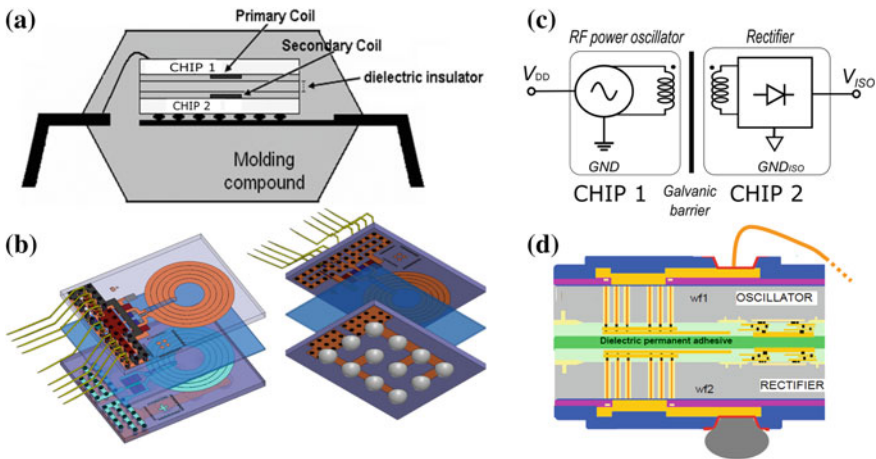 (a)
Primary Coil
Secondary Coil
CHIP 1
dielectric insulator
CHIP 2
Molding
compound
(c)
RF power oscillator
Rectifier
VDD
VISO
GND
GNDISO
CHIP 1
Galvanic
barrier
CHIP 2
(b)
(d)
wf1
OSCILLATOR
Dielectric permanent adhesive
wf2
RECTIFIER